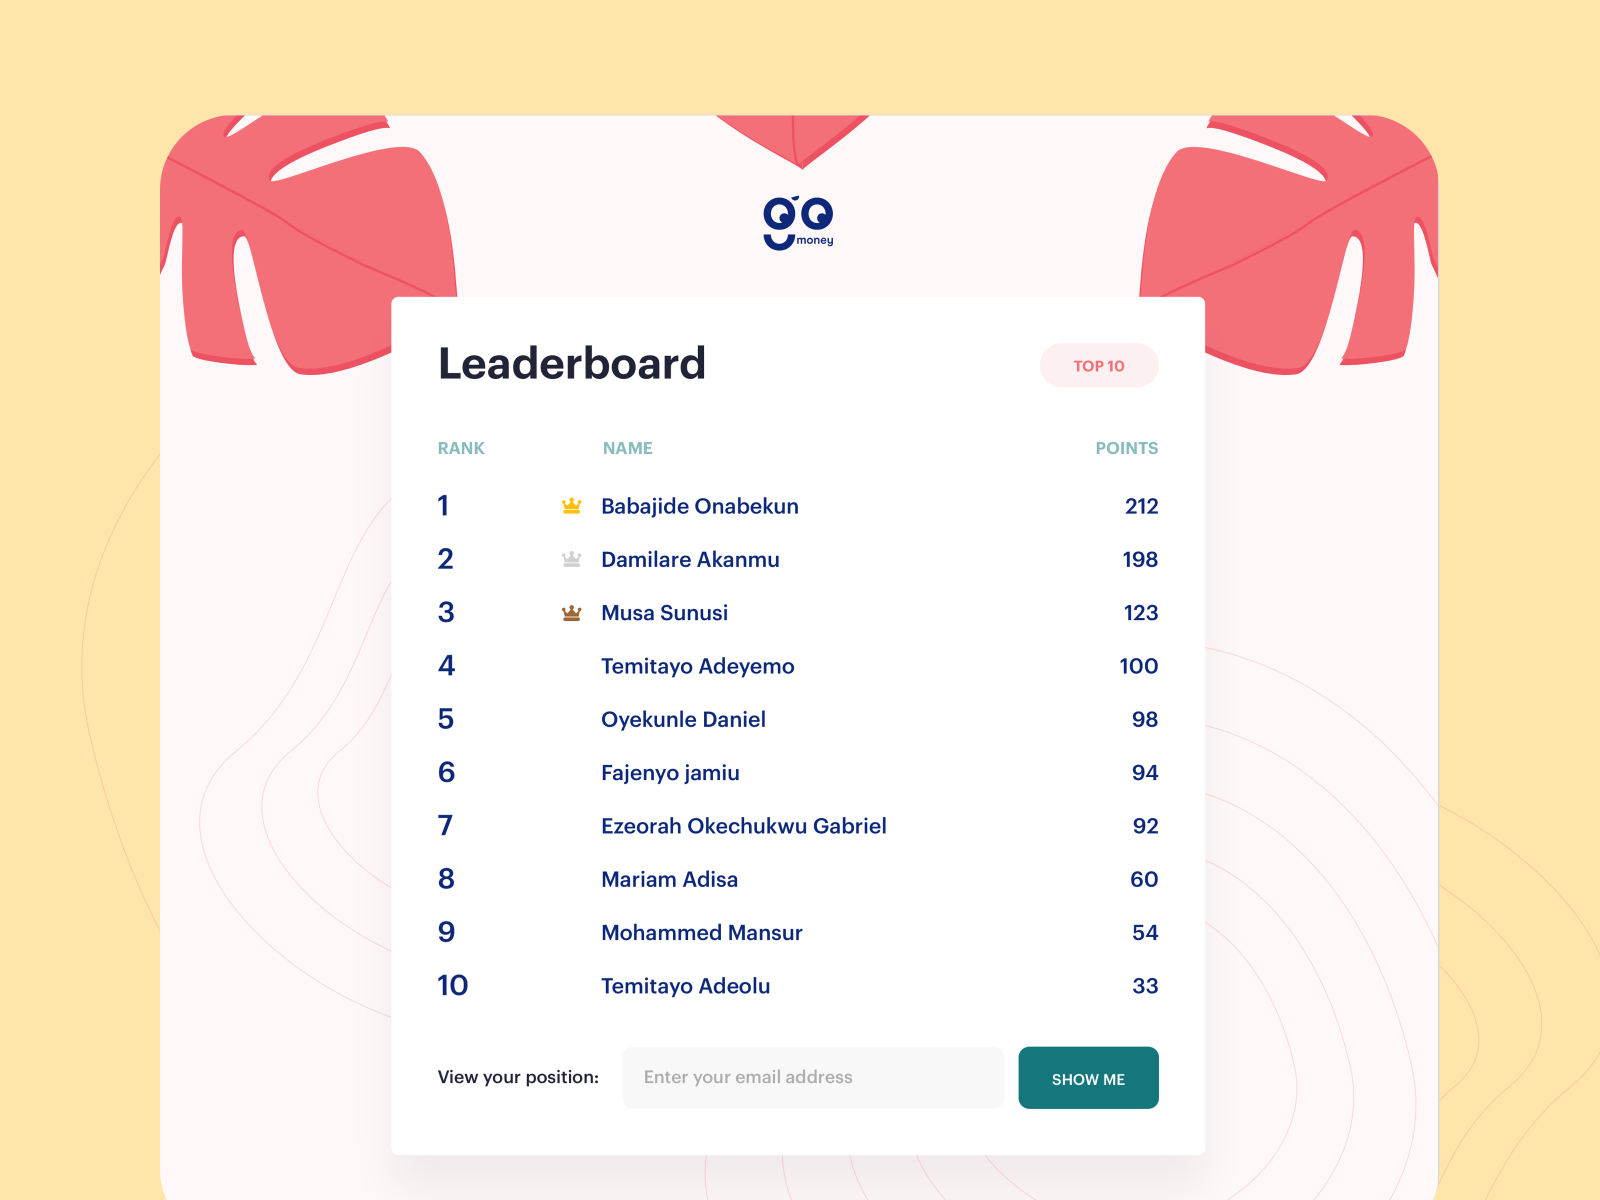 go
money
Leaderboard
TOP 10
RANK NAME POINTS
1 Babajide Onabekun 212
2 Damilare Akanmu 198
3 Musa Sunusi 123
4 Temitayo Adeyemo 100
5 Oyekunle Daniel 98
6 Fajenyo jamiu 94
7 Ezeorah Okechukwu Gabriel 92
8 Mariam Adisa 60
9 Mohammed Mansur 54
10 Temitayo Adeolu 33
View your position: Enter your email address SHOW ME